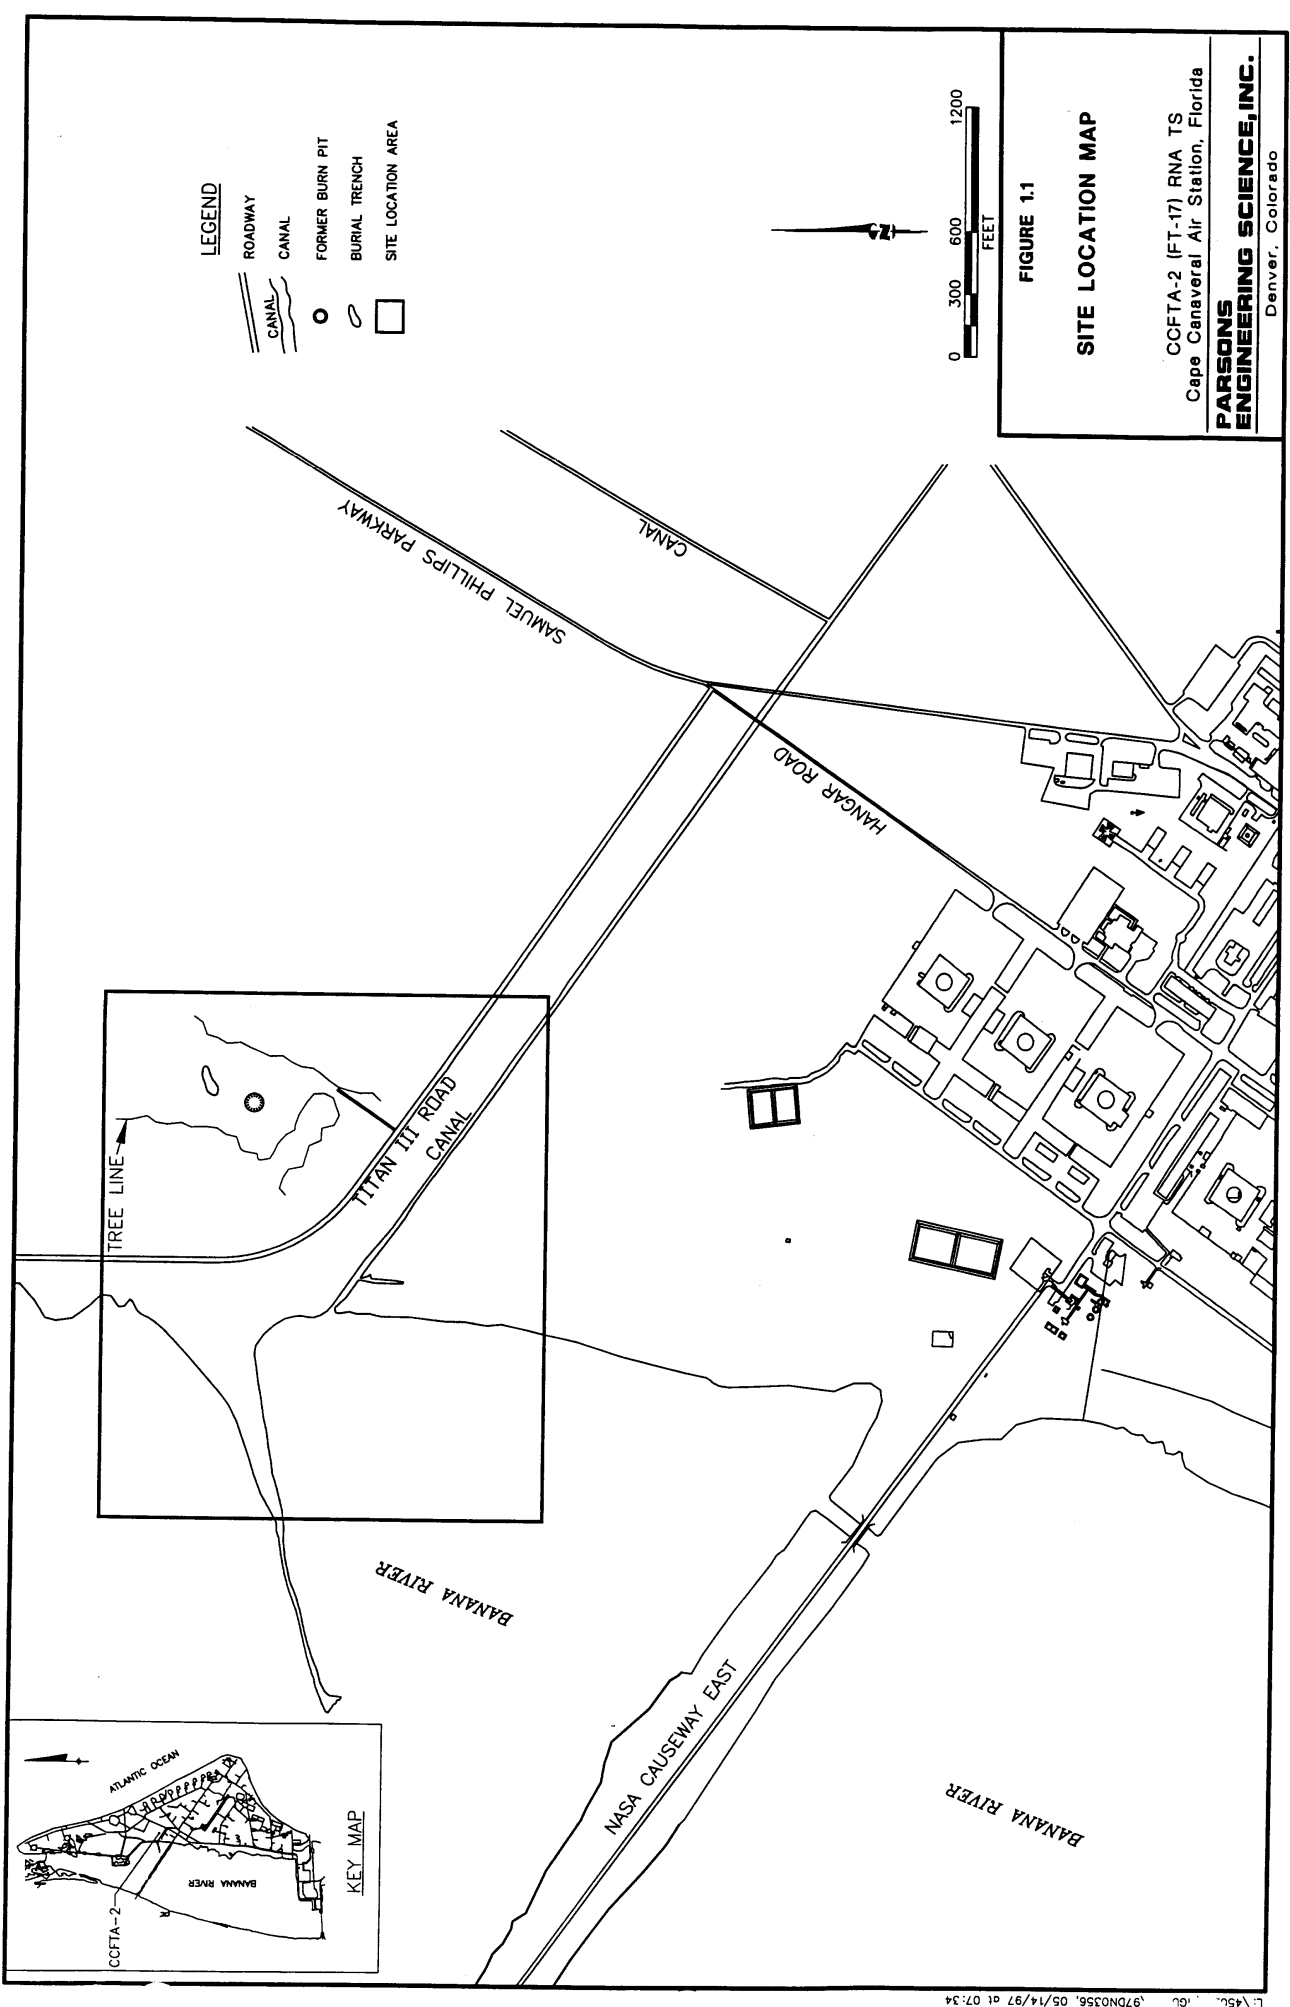 LEGEND
ROADWAY
CANAL
CANAL
FORMER BURN PIT
BURIAL TRENCH
SITE LOCATION AREA
0 300 600 1200
FEET
N
FIGURE 1.1
SITE LOCATION MAP
CCFTA-2 (FT-17) RNA TS
Cape Canaveral Air Station, Florida
PARSONS
ENGINEERING SCIENCE, INC.
Denver, Colorado
SAMUEL PHILLIPS PARKWAY
CANAL
HANGAR ROAD
TITAN III ROAD
CANAL
TREE LINE
BANANA RIVER
NASA CAUSEWAY EAST
BANANA RIVER
ATLANTIC OCEAN
BANANA RIVER
CCFTA-2
KEY MAP
97DN0356, 05/14/97 at 07:34